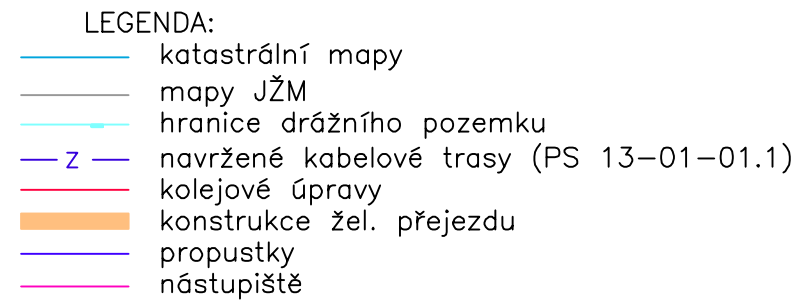 LEGENDA:
katastrální mapy
mapy JŽM
hranice drážního pozemku
Z navržené kabelové trasy (PS 13-01-01.1)
kolejové úpravy
konstrukce žel. přejezdu
propustky
nástupiště